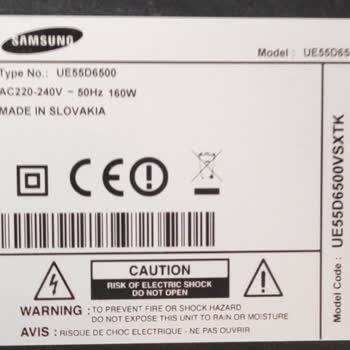 SAMSUNG
Model : UE55D65
Type No.: UE55D6500
AC220-240V ~ 50Hz 160W
MADE IN SLOVAKIA
CE
CAUTION
RISK OF ELECTRIC SHOCK
DO NOT OPEN
WARNING : TO PREVENT FIRE OR SHOCK HAZARD
DO NOT EXPOSE THIS UNIT TO RAIN OR MOISTURE
AVIS : RISQUE DE CHOC ELECTRIQUE - NE PAS OUVRIR
Model Code : UE55D6500VSXTK